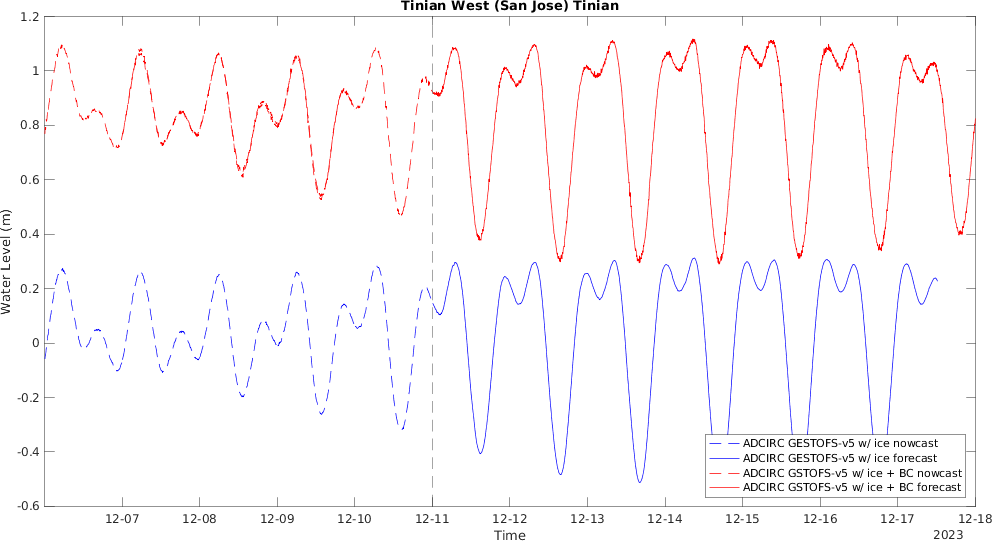 Tinian West (San Jose) Tinian
1.2
1
0.8
0.6
0.4
0.2
0
-0.2
-0.4
-0.6
Water Level (m)
ADCIRC GESTOFS-v5 w/ ice nowcast
ADCIRC GESTOFS-v5 w/ ice forecast
ADCIRC GSTOFS-v5 w/ ice + BC nowcast
ADCIRC GSTOFS-v5 w/ ice + BC forecast
12-07 12-08 12-09 12-10 12-11 12-12 12-13 12-14 12-15 12-16 12-17 12-18
Time
2023